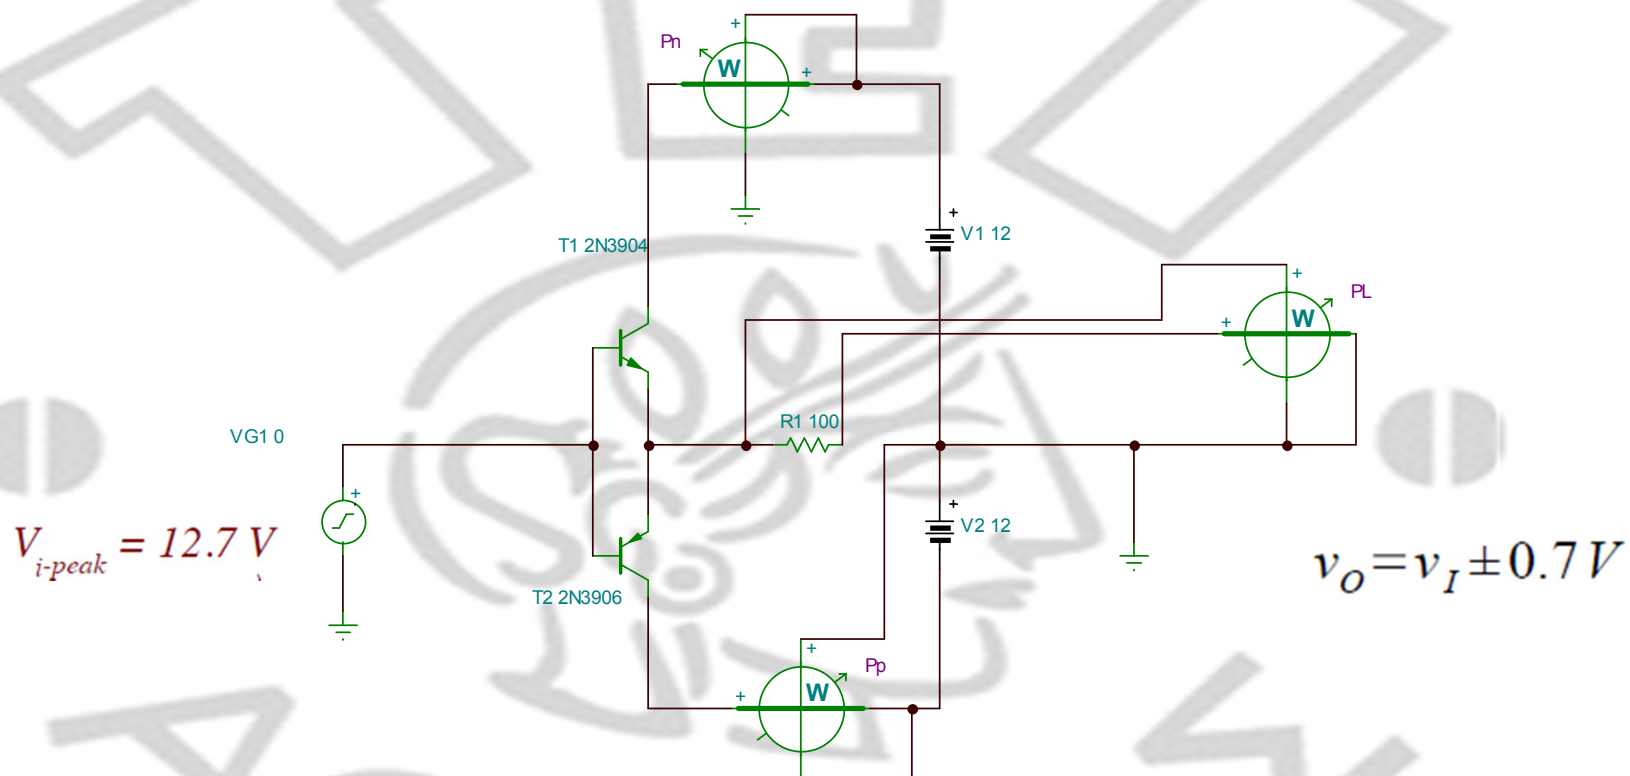 +
Pn
W
+
+
T1 2N3904
V1 12
+
PL
+
W
R1 100
VG1 0
+
+
V2 12
V_{i-peak} = 12.7 V
v_O = v_I ± 0.7 V
T2 2N3906
+
Pp
+
W